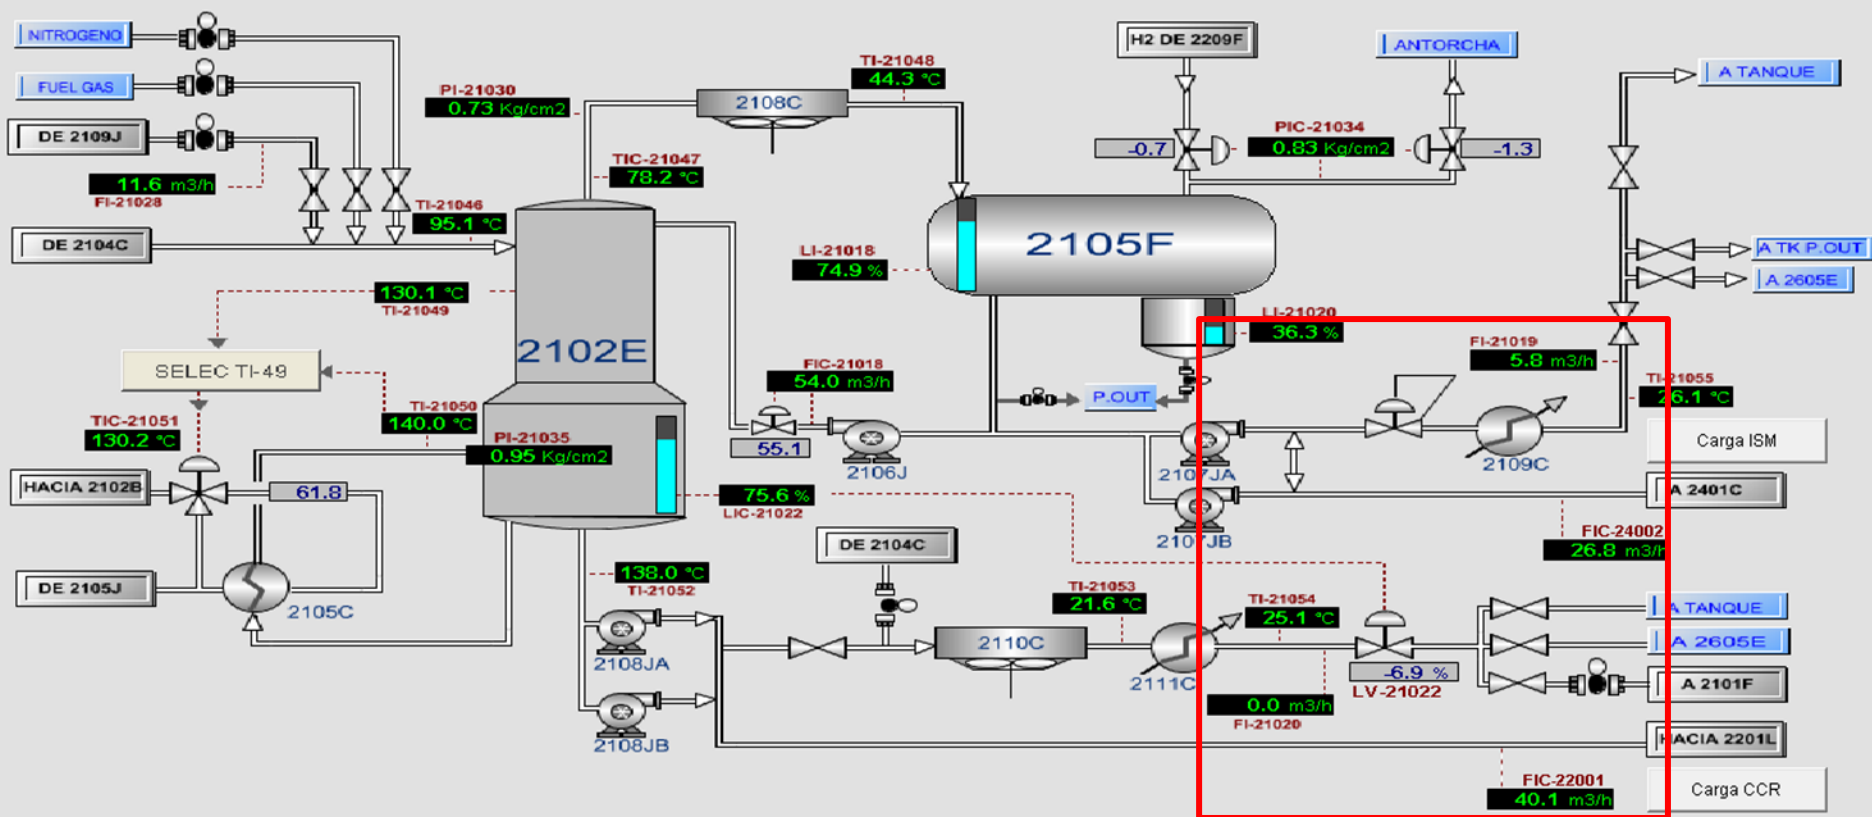 NITROGENO
FUEL GAS
DE 2109J
11.6 m3/h
FI-21028
DE 2104C
TI-21046
95.1 °C
PI-21030
0.73 Kg/cm2
2108C
TI-21048
44.3 °C
TIC-21047
78.2 °C
H2 DE 2209F
ANTORCHA
A TANQUE
-0.7
PIC-21034
0.83 Kg/cm2
-1.3
2105F
LI-21018
74.9 %
A TK P.OUT
A 2605E
130.1 °C
TI-21049
2102E
LI-21020
36.3 %
FI-21019
5.8 m3/h
SELEC TI-49
FIC-21018
54.0 m3/h
P.OUT
TI-21055
26.1 °C
TIC-21051
130.2 °C
TI-21050
140.0 °C
PI-21035
0.95 Kg/cm2
55.1
2106J
2107JA
2109C
Carga ISM
HACIA 2102B
61.8
75.6 %
LIC-21022
A 2401C
2107JB
FIC-24002
26.8 m3/h
DE 2104C
DE 2105J
2105C
138.0 °C
TI-21052
TI-21053
21.6 °C
TI-21054
25.1 °C
A TANQUE
2108JA
2110C
2111C
A 2605E
-6.9 %
LV-21022
A 2101F
0.0 m3/h
FI-21020
2108JB
HACIA 2201L
FIC-22001
40.1 m3/h
Carga CCR